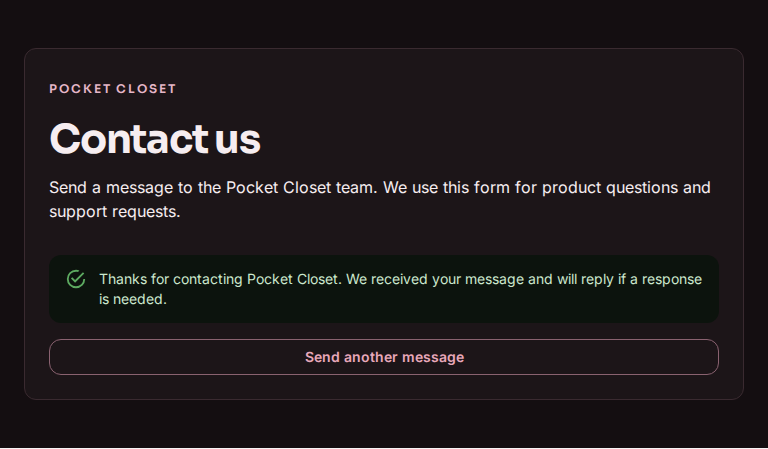 POCKET CLOSET
Contact us
Send a message to the Pocket Closet team. We use this form for product questions and
support requests.
Thanks for contacting Pocket Closet. We received your message and will reply if a response
is needed.
Send another message